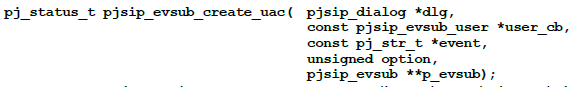 pj_status_t pjsip_evsub_create_uac( pjsip_dialog *dlg,
const pjsip_evsub_user *user_cb,
const pj_str_t *event,
unsigned option,
pjsip_evsub **p_evsub);